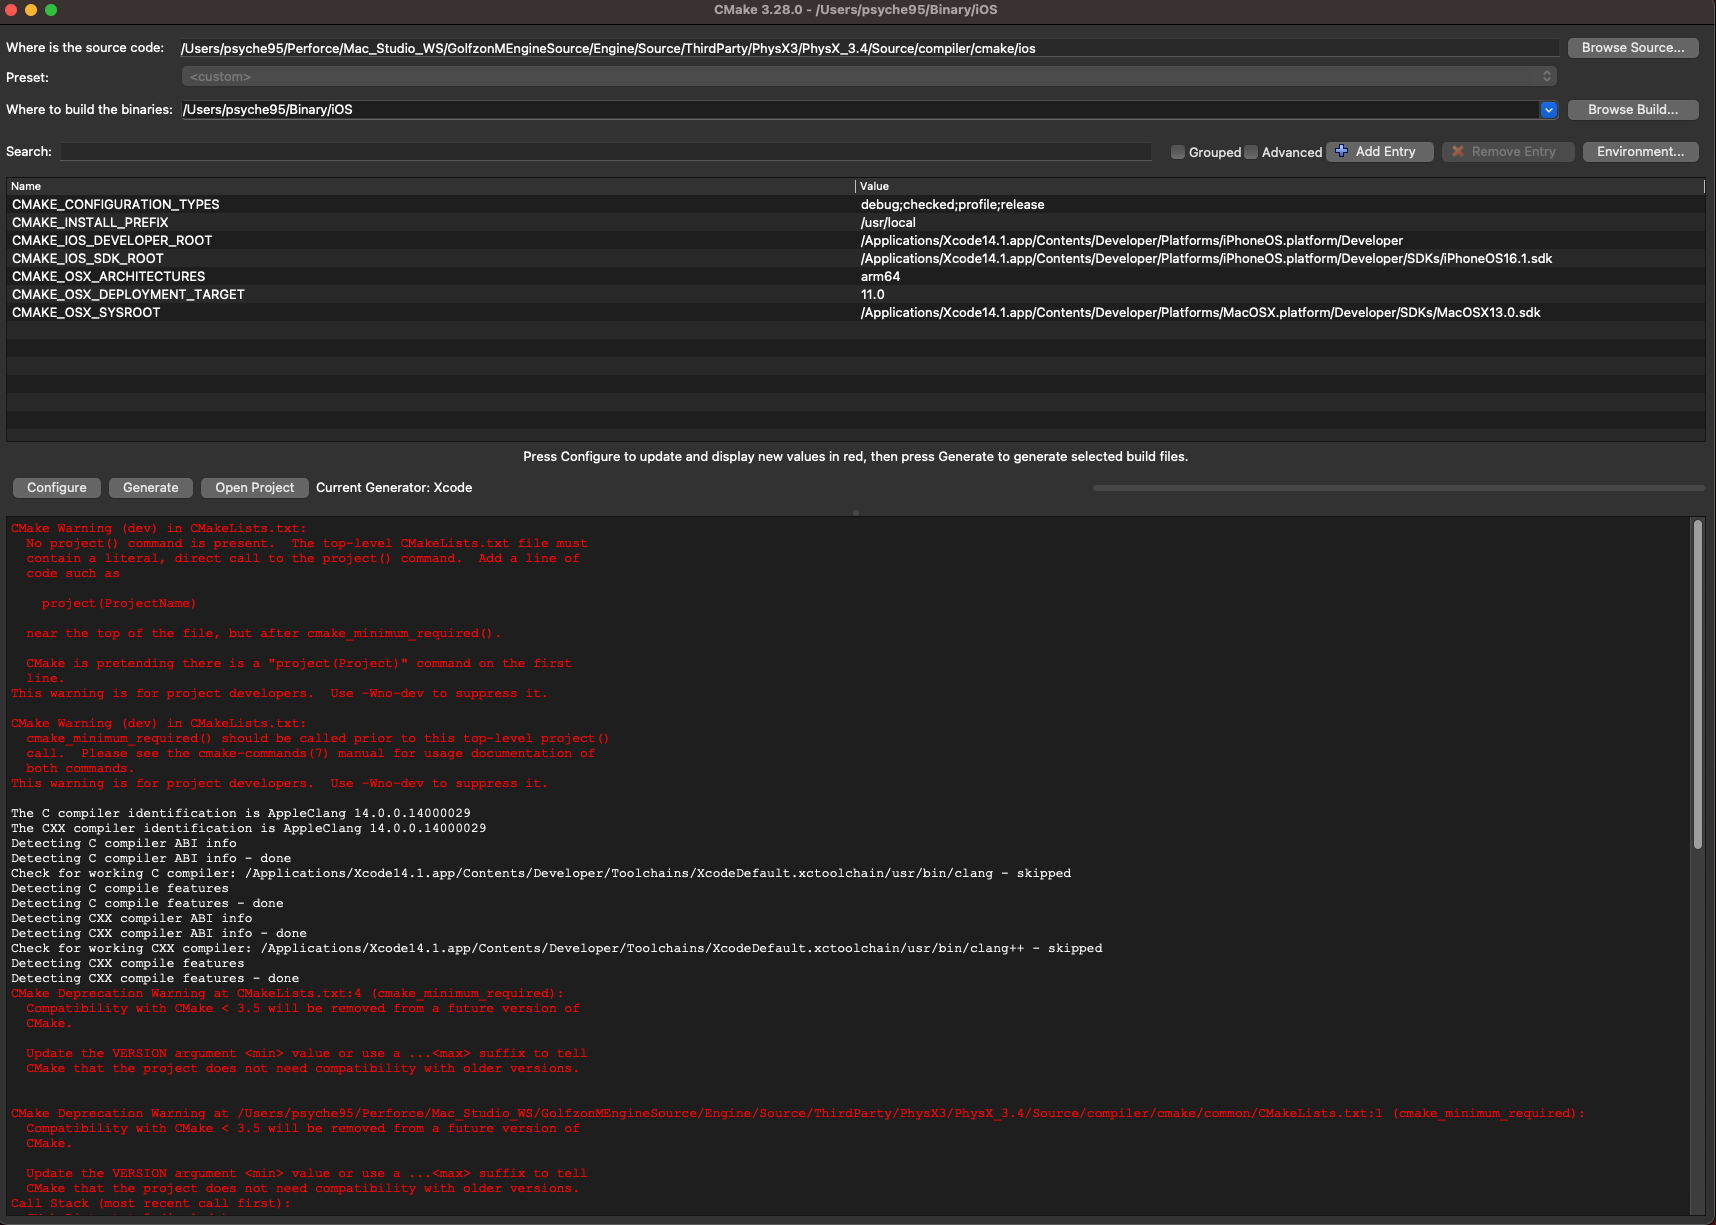 CMake 3.28.0 - /Users/psyche95/Binary/iOS
Where is the source code: /Users/psyche95/Perforce/Mac_Studio_WS/GolfzonMEngineSource/Engine/Source/ThirdParty/PhysX3/PhysX_3.4/Source/compiler/cmake/ios Browse Source...
Preset: <custom>
Where to build the binaries: /Users/psyche95/Binary/iOS Browse Build...
Search: Grouped Advanced Add Entry Remove Entry Environment...
Name Value
CMAKE_CONFIGURATION_TYPES debug;checked;profile;release
CMAKE_INSTALL_PREFIX /usr/local
CMAKE_IOS_DEVELOPER_ROOT /Applications/Xcode14.1.app/Contents/Developer/Platforms/iPhoneOS.platform/Developer
CMAKE_IOS_SDK_ROOT /Applications/Xcode14.1.app/Contents/Developer/Platforms/iPhoneOS.platform/Developer/SDKs/iPhoneOS16.1.sdk
CMAKE_OSX_ARCHITECTURES arm64
CMAKE_OSX_DEPLOYMENT_TARGET 11.0
CMAKE_OSX_SYSROOT /Applications/Xcode14.1.app/Contents/Developer/Platforms/MacOSX.platform/Developer/SDKs/MacOSX13.0.sdk
Press Configure to update and display new values in red, then press Generate to generate selected build files.
Configure Generate Open Project Current Generator: Xcode
CMake Warning (dev) in CMakeLists.txt:
No project() command is present.  The top-level CMakeLists.txt file must
contain a literal, direct call to the project() command.  Add a line of
code such as
project(ProjectName)
near the top of the file, but after cmake_minimum_required().
CMake is pretending there is a "project(Project)" command on the first
line.
This warning is for project developers.  Use -Wno-dev to suppress it.
CMake Warning (dev) in CMakeLists.txt:
cmake_minimum_required() should be called prior to this top-level project()
call.  Please see the cmake-commands(7) manual for usage documentation of
both commands.
This warning is for project developers.  Use -Wno-dev to suppress it.
The C compiler identification is AppleClang 14.0.0.14000029
The CXX compiler identification is AppleClang 14.0.0.14000029
Detecting C compiler ABI info
Detecting C compiler ABI info - done
Check for working C compiler: /Applications/Xcode14.1.app/Contents/Developer/Toolchains/XcodeDefault.xctoolchain/usr/bin/clang - skipped
Detecting C compile features
Detecting C compile features - done
Detecting CXX compiler ABI info
Detecting CXX compiler ABI info - done
Check for working CXX compiler: /Applications/Xcode14.1.app/Contents/Developer/Toolchains/XcodeDefault.xctoolchain/usr/bin/clang++ - skipped
Detecting CXX compile features
Detecting CXX compile features - done
CMake Deprecation Warning at CMakeLists.txt:4 (cmake_minimum_required):
Compatibility with CMake < 3.5 will be removed from a future version of
CMake.
Update the VERSION argument <min> value or use a ...<max> suffix to tell
CMake that the project does not need compatibility with older versions.
CMake Deprecation Warning at /Users/psyche95/Perforce/Mac_Studio_WS/GolfzonMEngineSource/Engine/Source/ThirdParty/PhysX3/PhysX_3.4/Source/compiler/cmake/common/CMakeLists.txt:1 (cmake_minimum_required):
Compatibility with CMake < 3.5 will be removed from a future version of
CMake.
Update the VERSION argument <min> value or use a ...<max> suffix to tell
CMake that the project does not need compatibility with older versions.
Call Stack (most recent call first):